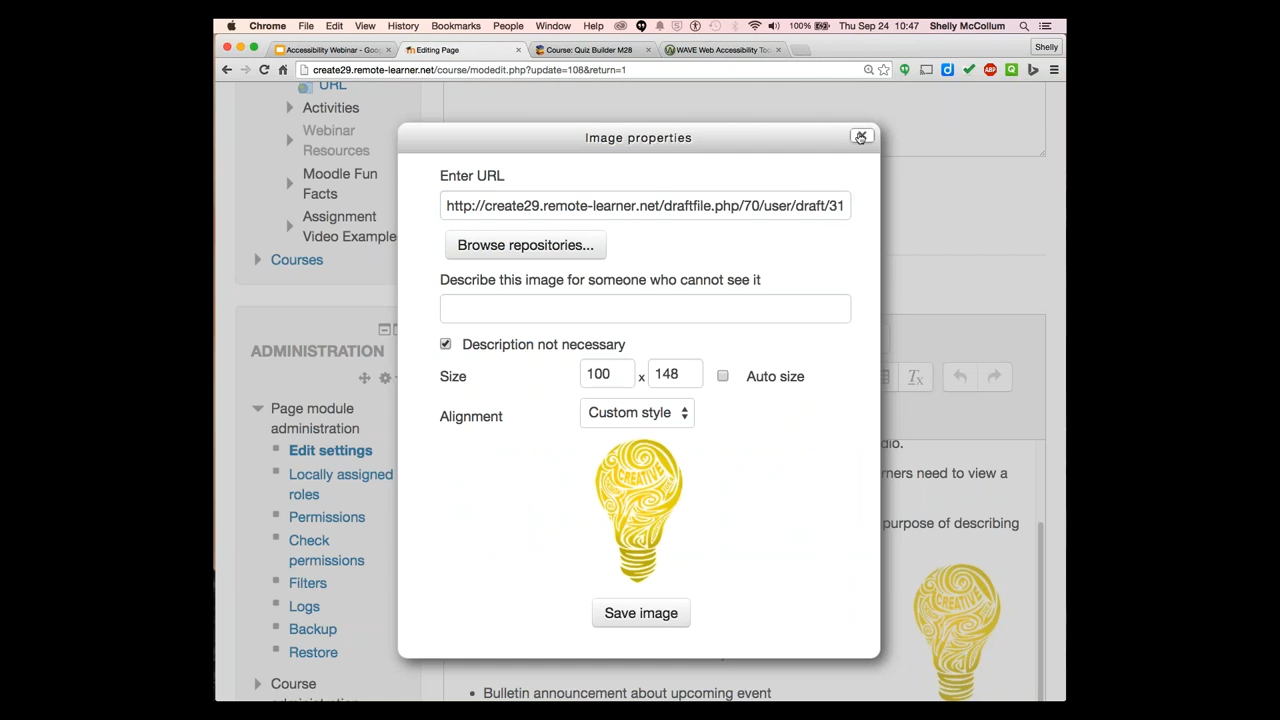 Chrome File Edit View History Bookmarks People Window Help 100% Thu Sep 24 10:47 Shelly McCollum
Accessibility Webinar - Goo Editing Page Course: Quiz Builder M28 WAVE Web Accessibility Too Shelly
create29.remote-learner.net/course/modedit.php?update=108&return=1
URL
Activities
Webinar
Resources
Moodle Fun
Facts
Assignment
Video Example
Courses
ADMINISTRATION
Page module
administration
Edit settings
Locally assigned
roles
Permissions
Check
permissions
Filters
Logs
Backup
Restore
Course
Image properties
Enter URL
http://create29.remote-learner.net/draftfile.php/70/user/draft/31
Browse repositories...
Describe this image for someone who cannot see it
Description not necessary
Size 100 x 148 Auto size
Alignment Custom style
CREATIVE
Save image
dio.
rners need to view a
purpose of describing
CREATIVE
Bulletin announcement about upcoming event